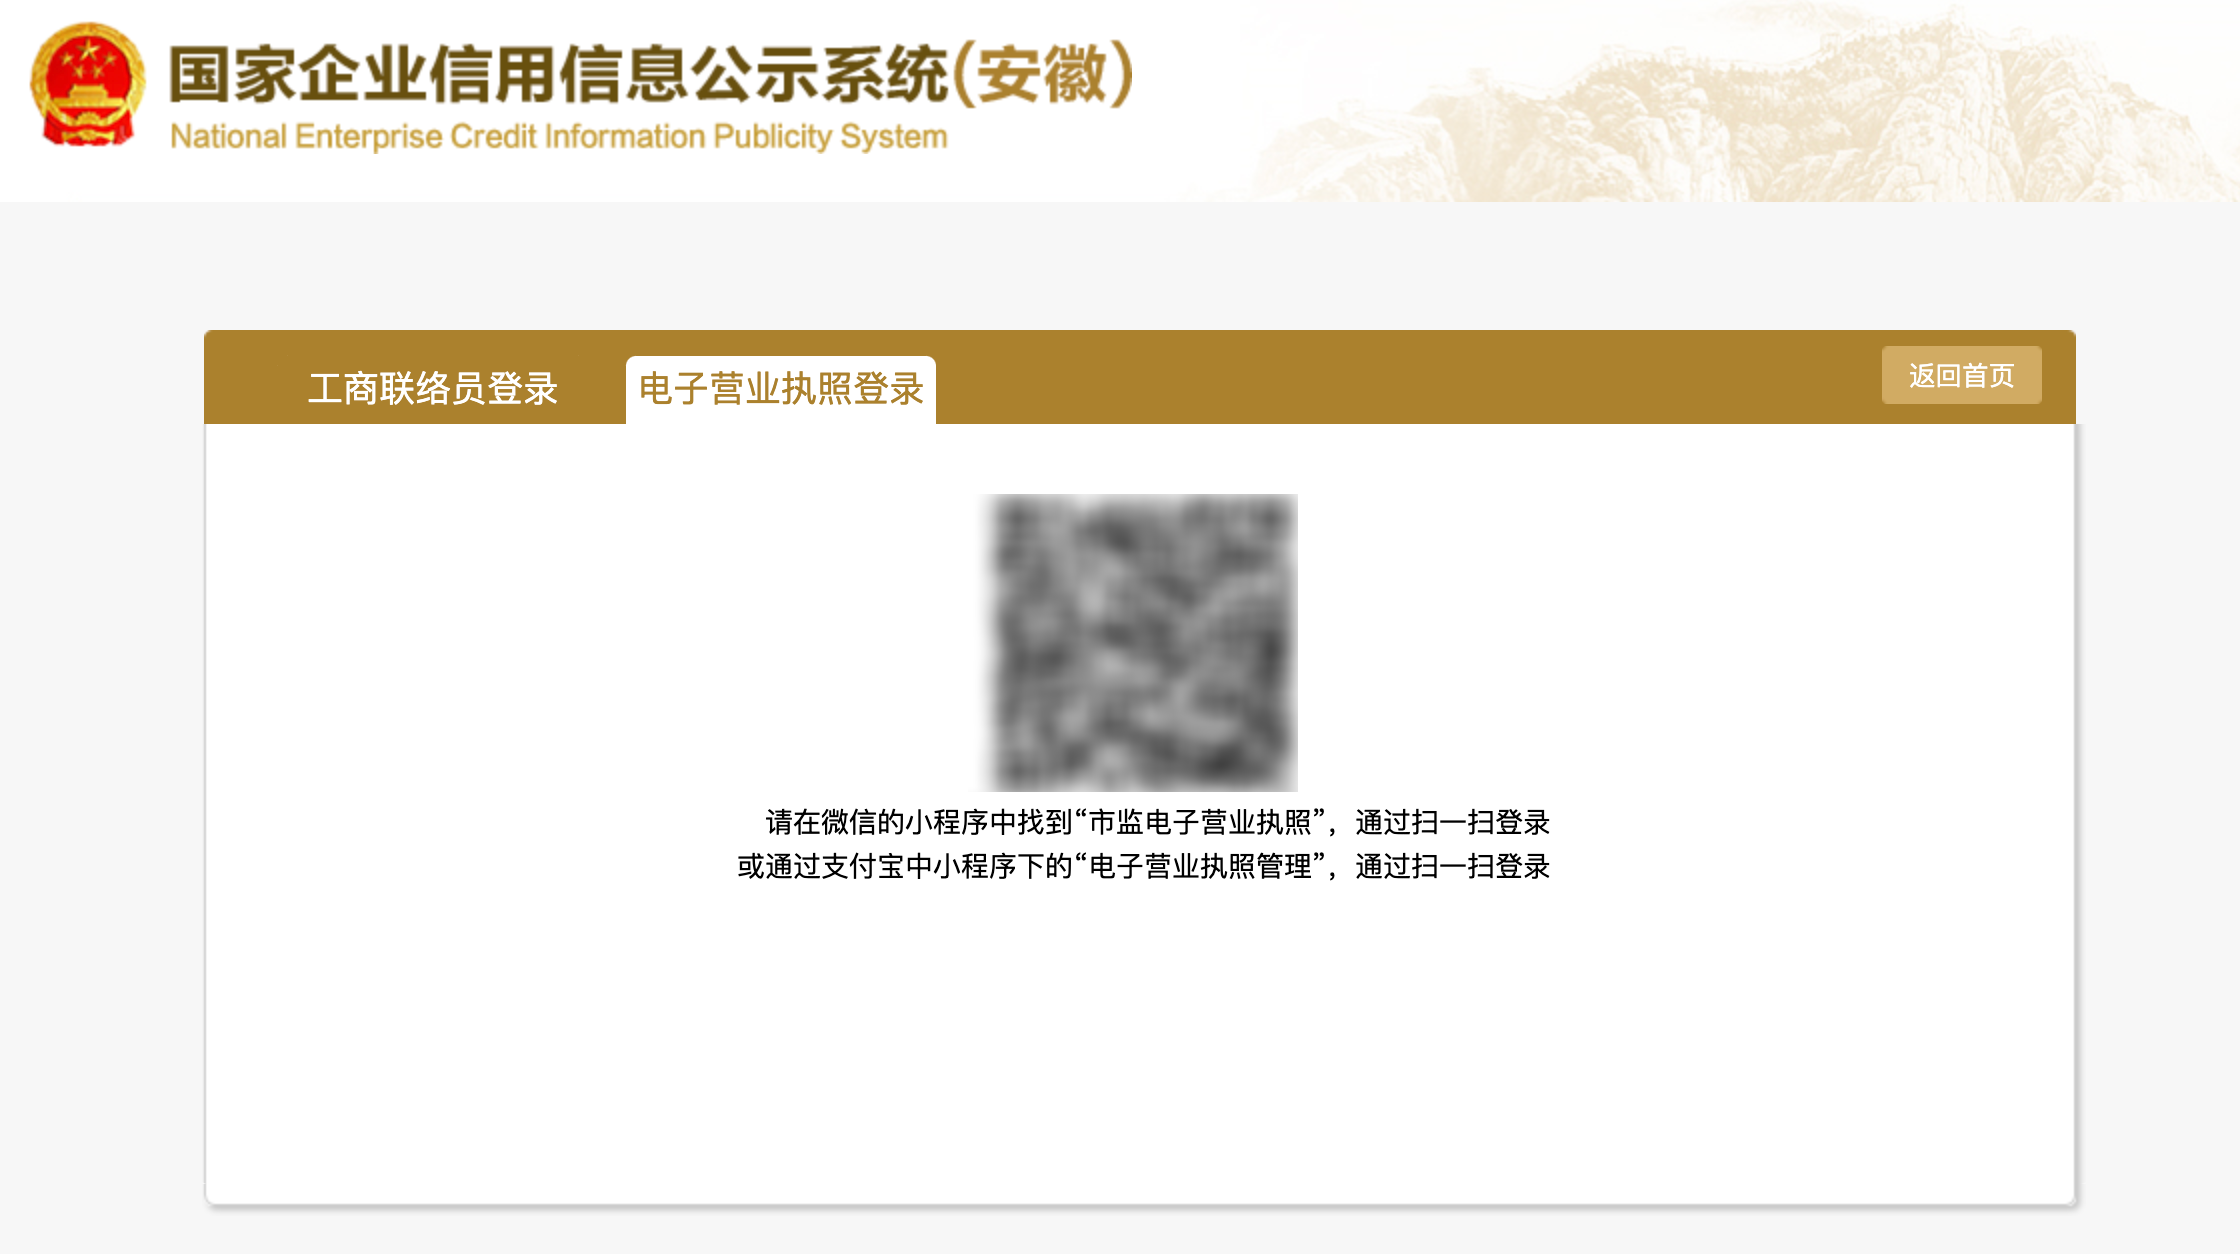 国家企业信用信息公示系统(安徽)
National Enterprise Credit Information Publicity System
工商联络员登录
电子营业执照登录
返回首页
请在微信的小程序中找到“市监电子营业执照”，通过扫一扫登录
或通过支付宝中小程序下的“电子营业执照管理”，通过扫一扫登录